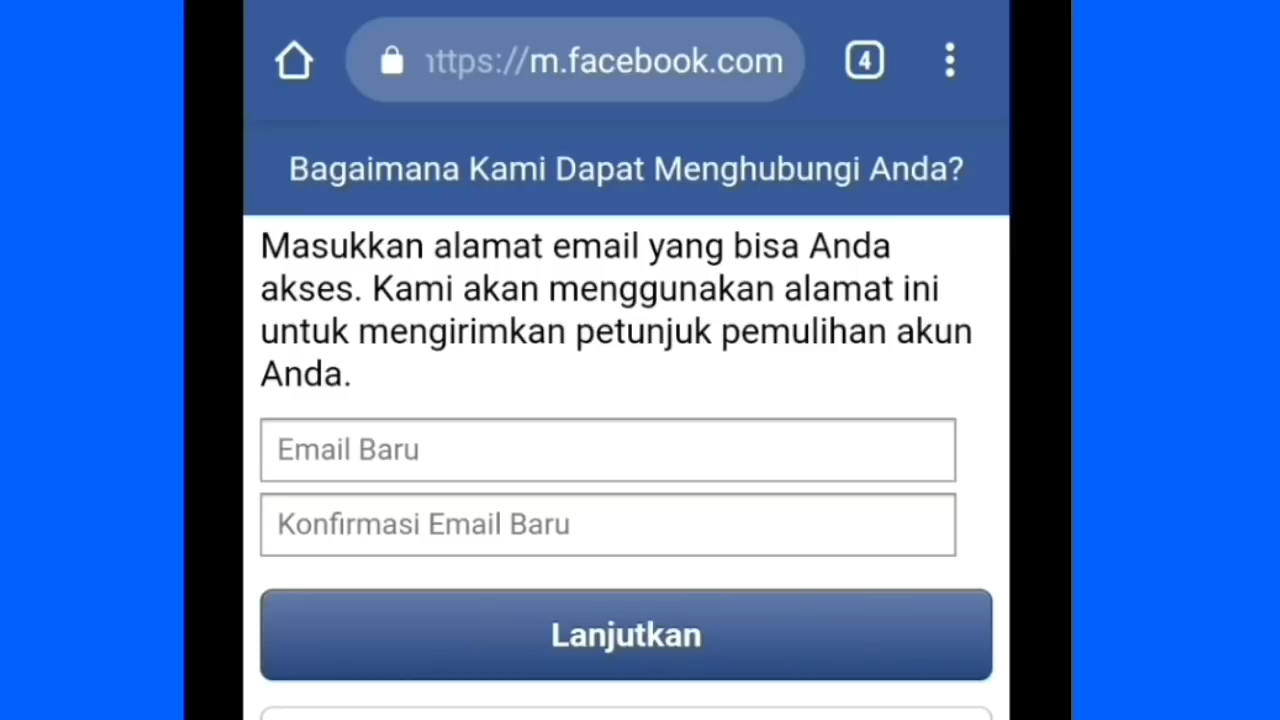 https://m.facebook.com
4
Bagaimana Kami Dapat Menghubungi Anda?
Masukkan alamat email yang bisa Anda
akses. Kami akan menggunakan alamat ini
untuk mengirimkan petunjuk pemulihan akun
Anda.
Email Baru
Konfirmasi Email Baru
Lanjutkan